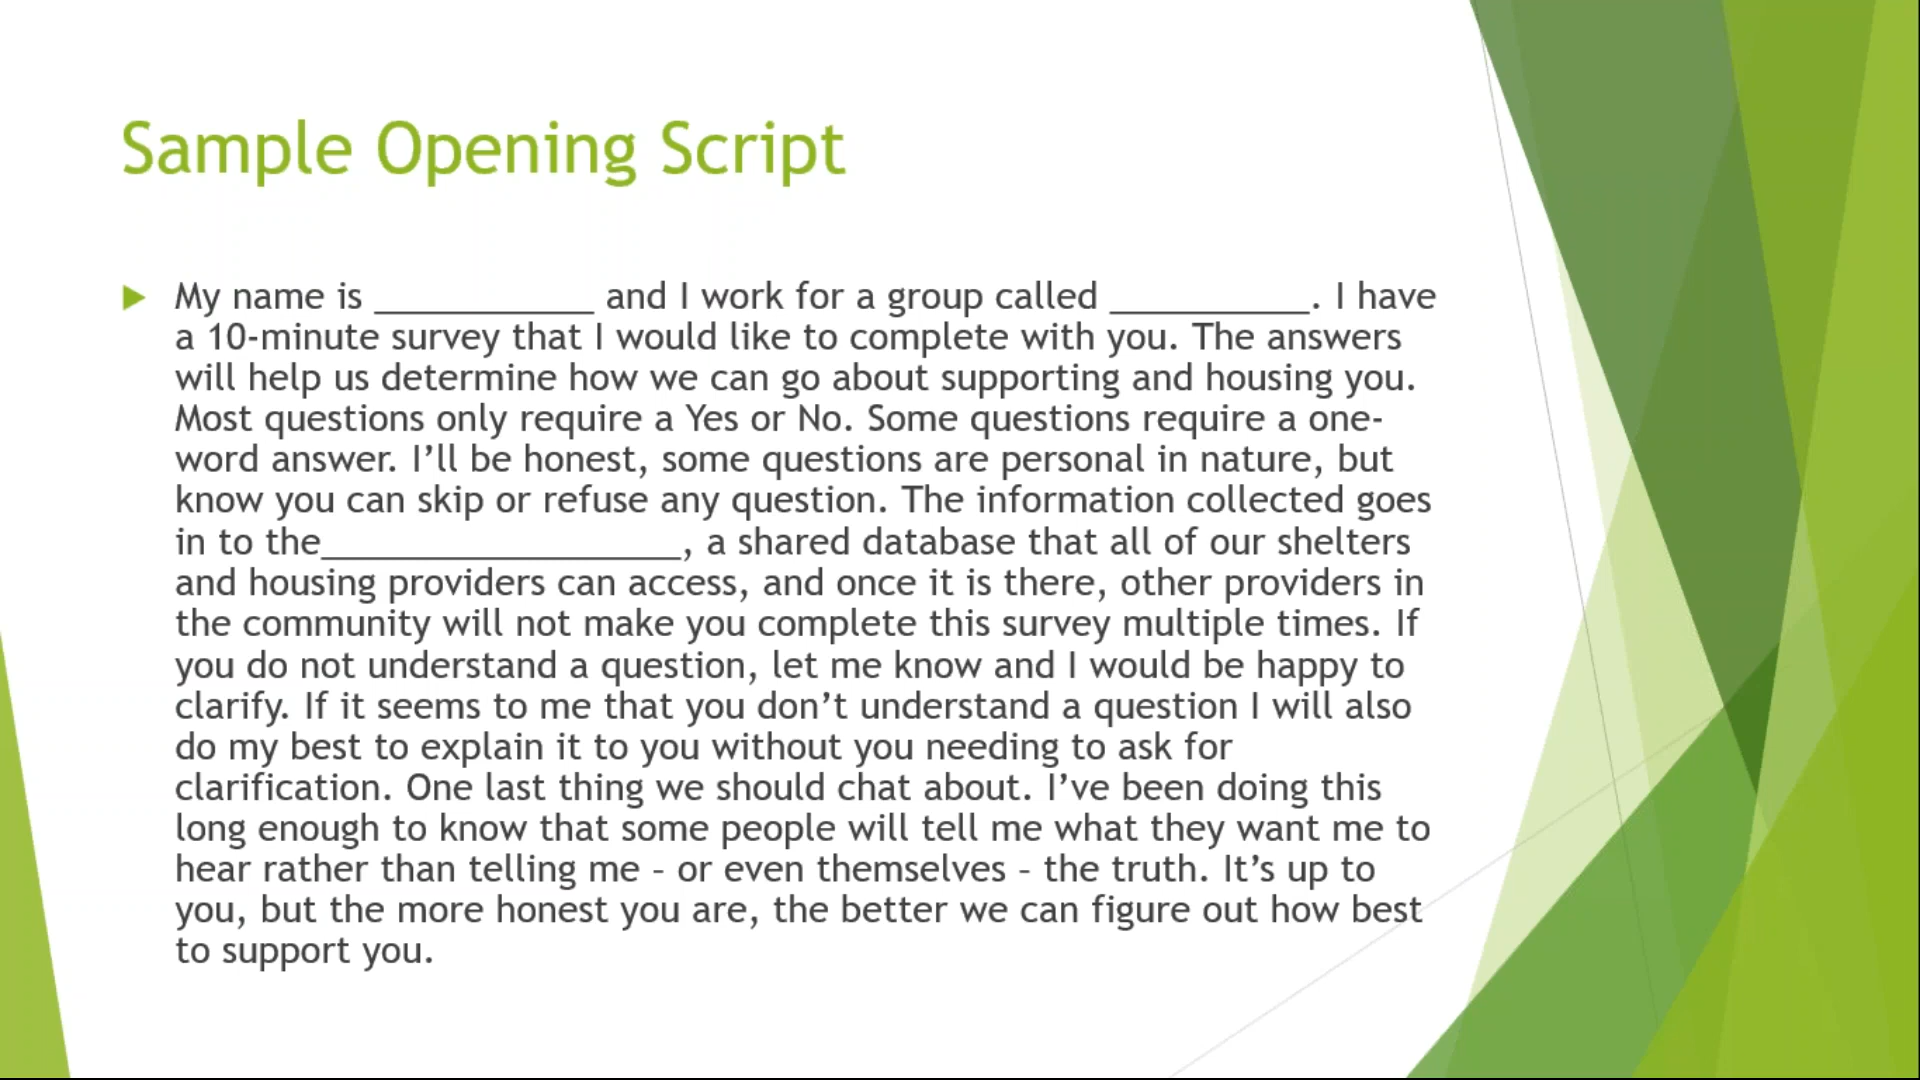 Sample Opening Script
My name is ___________ and I work for a group called __________. I have
a 10-minute survey that I would like to complete with you. The answers
will help us determine how we can go about supporting and housing you.
Most questions only require a Yes or No. Some questions require a one-
word answer. I’ll be honest, some questions are personal in nature, but
know you can skip or refuse any question. The information collected goes
in to the__________________, a shared database that all of our shelters
and housing providers can access, and once it is there, other providers in
the community will not make you complete this survey multiple times. If
you do not understand a question, let me know and I would be happy to
clarify. If it seems to me that you don’t understand a question I will also
do my best to explain it to you without you needing to ask for
clarification. One last thing we should chat about. I’ve been doing this
long enough to know that some people will tell me what they want me to
hear rather than telling me – or even themselves – the truth. It’s up to
you, but the more honest you are, the better we can figure out how best
to support you.